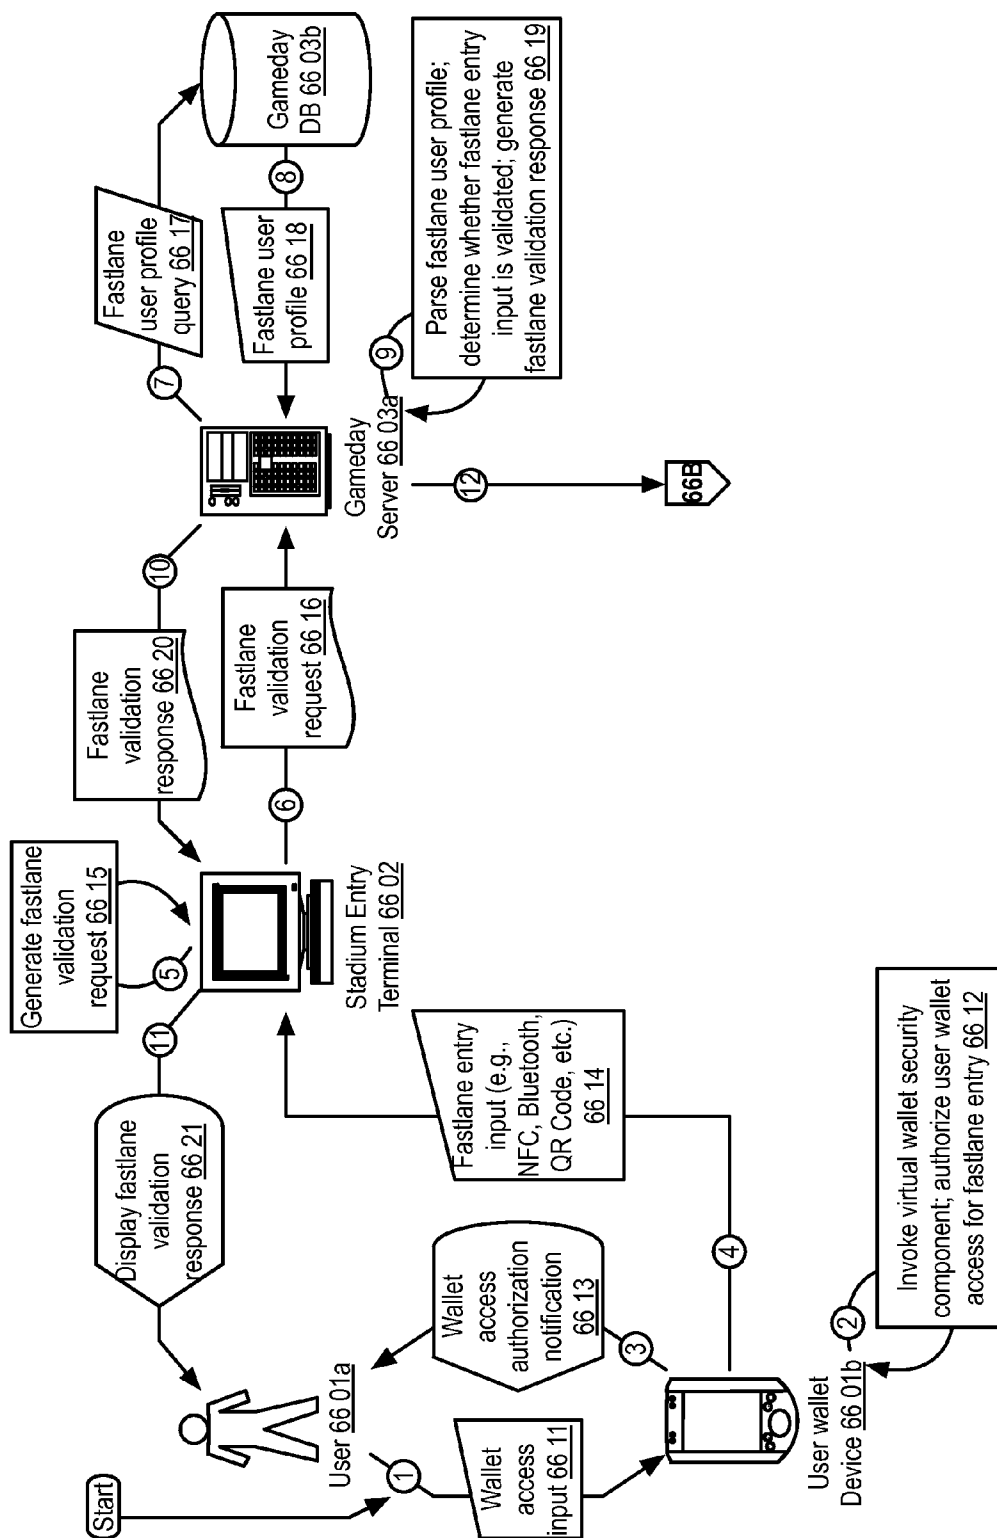 Start
User 66 01a
1
Wallet
access
input 66 11
User wallet
Device 66 01b
2
Invoke virtual wallet security
component; authorize user wallet
access for fastlane entry 66 12
3
Wallet
access
authorization
notification
66 13
4
Fastlane entry
input (e.g.,
NFC, Bluetooth,
QR Code, etc.)
66 14
Stadium Entry
Terminal 66 02
5
Generate fastlane
validation
request 66 15
6
Fastlane
validation
request 66 16
Gameday
Server 66 03a
7
Fastlane
user profile
query 66 17
Gameday
DB 66 03b
8
Fastlane user
profile 66 18
9
Parse fastlane user profile;
determine whether fastlane entry
input is validated; generate
fastlane validation response 66 19
10
Fastlane
validation
response 66 20
11
Display fastlane
validation
response 66 21
12
66B